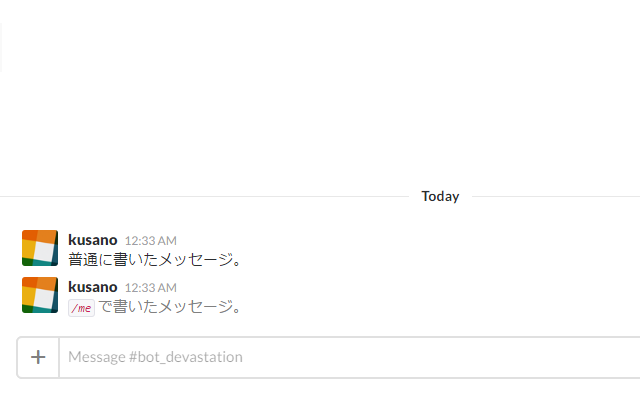 Today
kusano 12:33 AM
普通に書いたメッセージ。
kusano 12:33 AM
/me で書いたメッセージ。
+ Message #bot_devastation